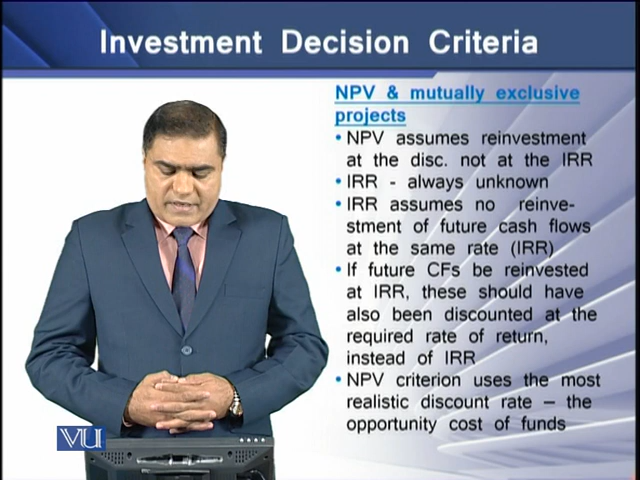 Investment Decision Criteria
NPV & mutually exclusive
projects
• NPV assumes reinvestment
at the disc. not at the IRR
• IRR - always unknown
• IRR assumes no reinve-
stment of future cash flows
at the same rate (IRR)
• If future CFs be reinvested
at IRR, these should have
also been discounted at the
required rate of return,
instead of IRR
• NPV criterion uses the most
realistic discount rate – the
opportunity cost of funds
VU